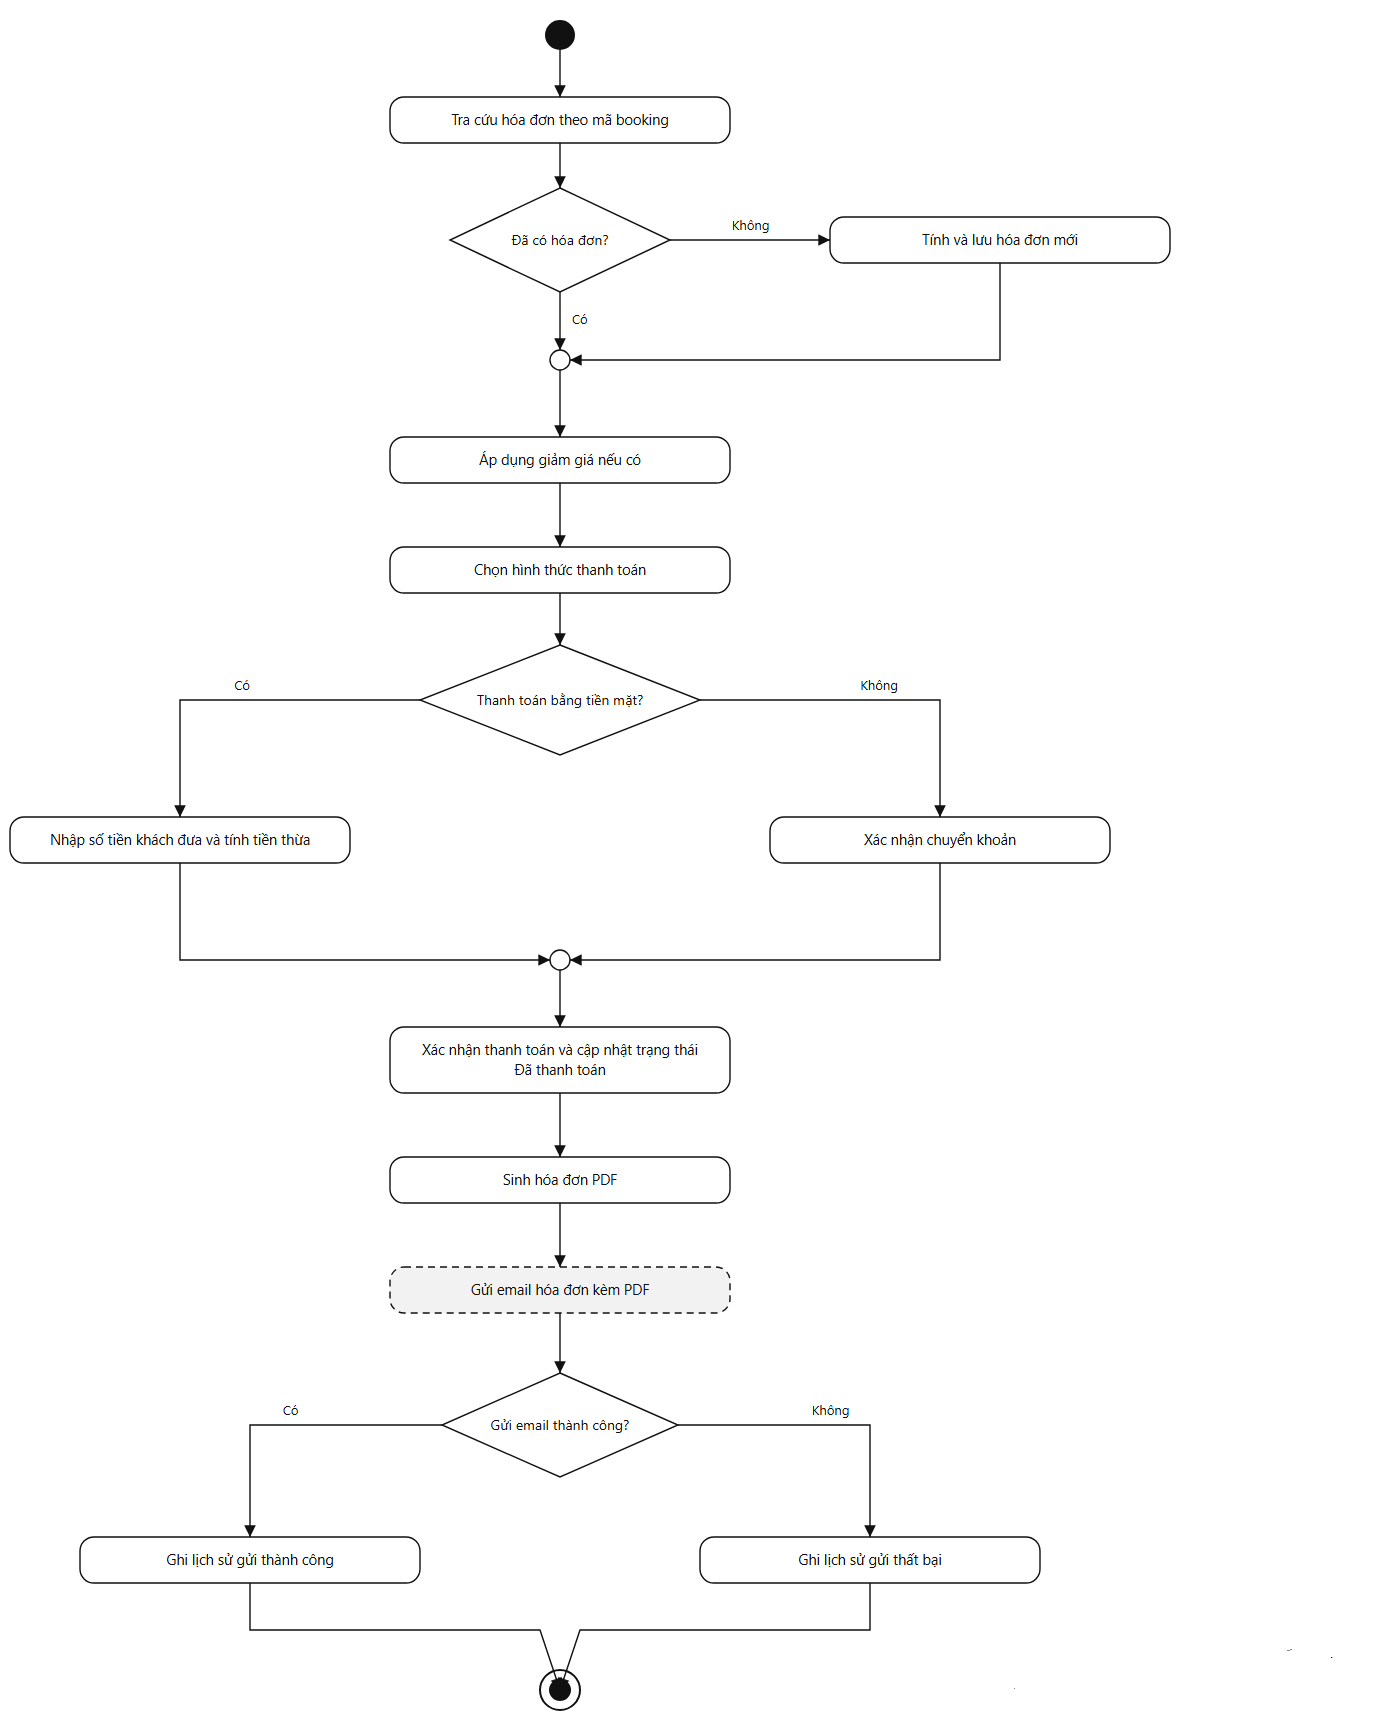 Tra cứu hóa đơn theo mã booking
Đã có hóa đơn?
Không
Tính và lưu hóa đơn mới
Có
Áp dụng giảm giá nếu có
Chọn hình thức thanh toán
Có
Thanh toán bằng tiền mặt?
Không
Nhập số tiền khách đưa và tính tiền thừa
Xác nhận chuyển khoản
Xác nhận thanh toán và cập nhật trạng thái
Đã thanh toán
Sinh hóa đơn PDF
Gửi email hóa đơn kèm PDF
Có
Gửi email thành công?
Không
Ghi lịch sử gửi thành công
Ghi lịch sử gửi thất bại